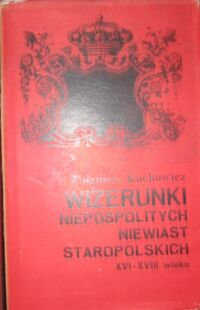 Zbigniew Kuchowicz
WIZERUNKI
NIEPOSPOLITYCH
NIEWIAST
STAROPOLSKICH
XVI-XVIII wieku